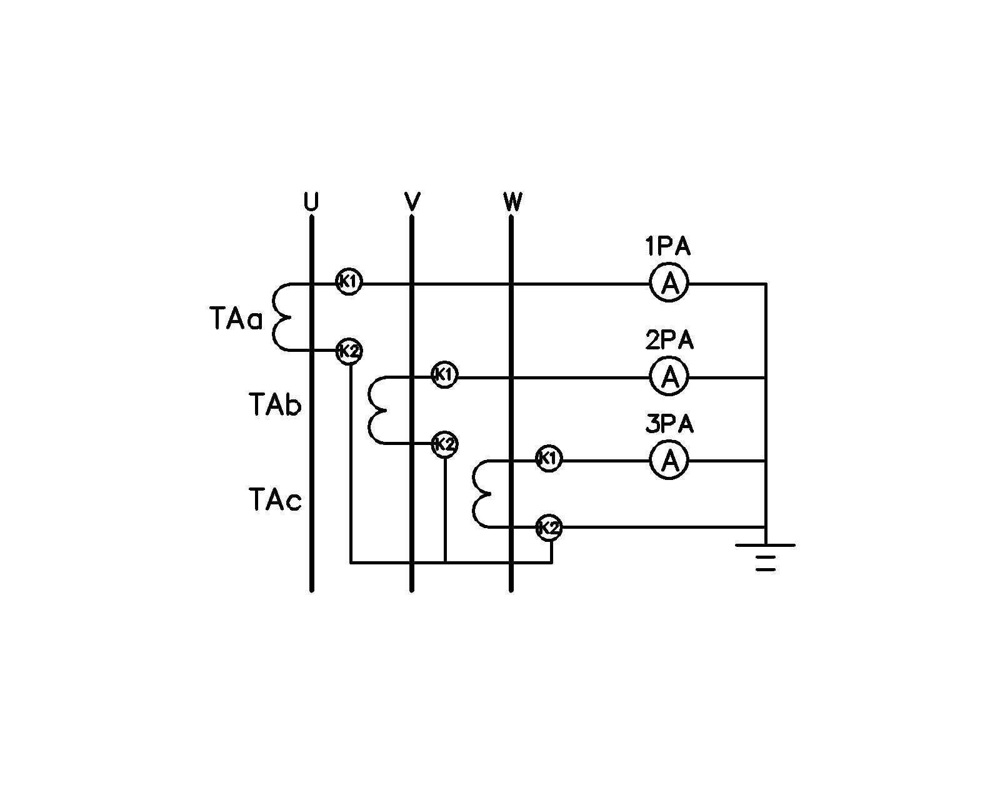 U V W
1PA
K1 A
TAa
2PA
K2 K1 A
TAb
3PA
K2 K1 A
TAc
K2